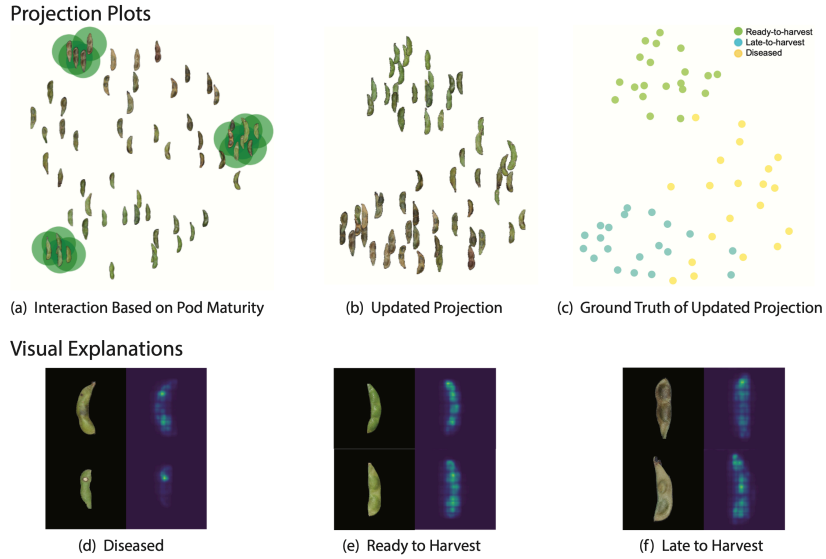 Projection Plots
Ready-to-harvest
Late-to-harvest
Diseased
(a) Interaction Based on Pod Maturity
(b) Updated Projection
(c) Ground Truth of Updated Projection
Visual Explanations
(d) Diseased
(e) Ready to Harvest
(f) Late to Harvest